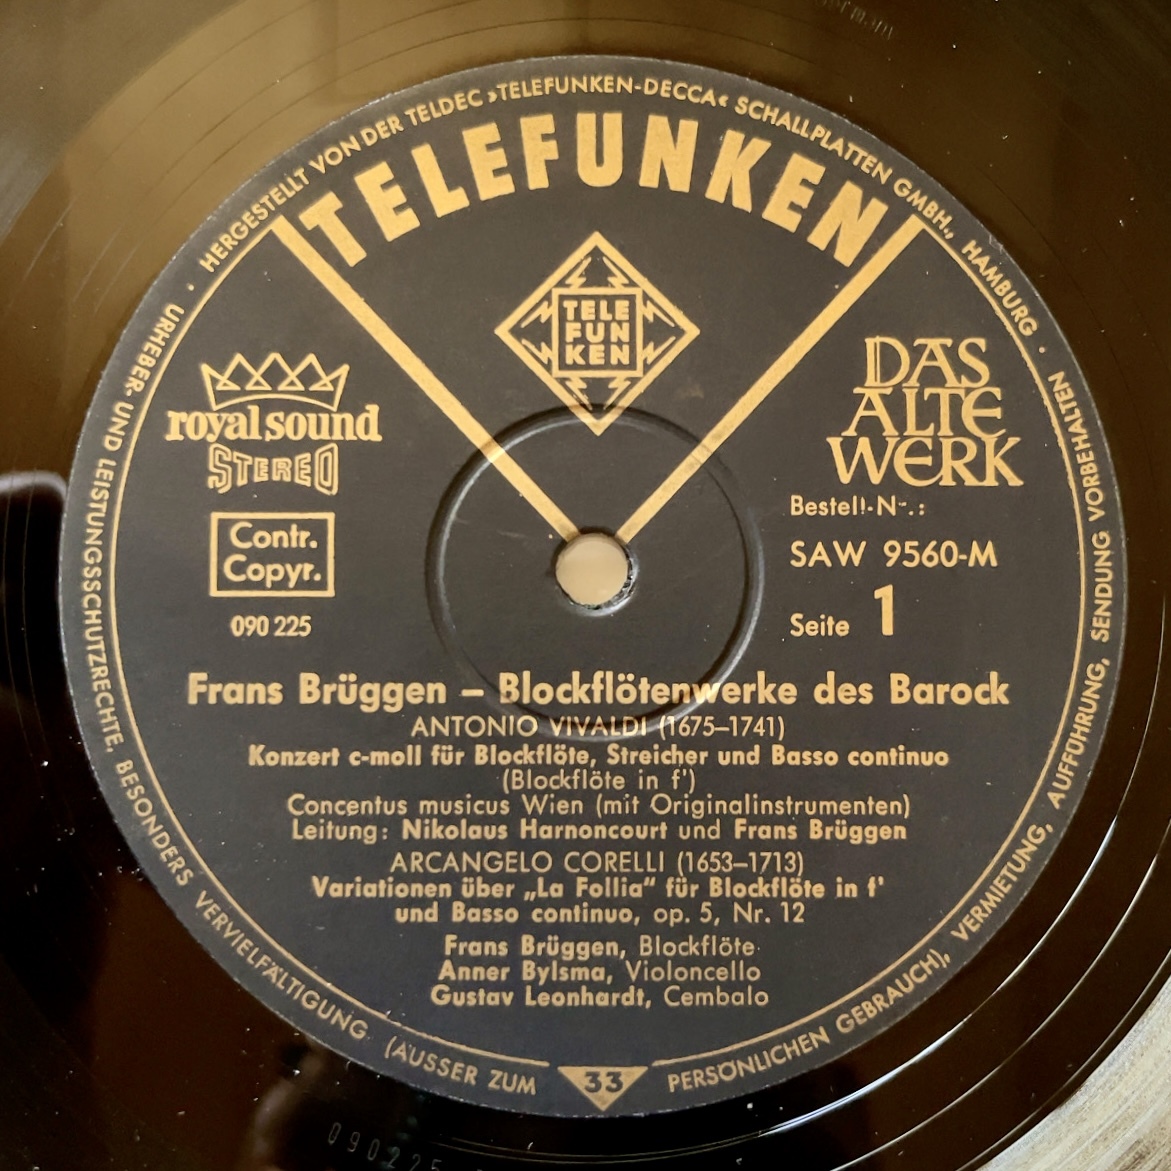 HERGESTELLT VON DER TELDEC »TELEFUNKEN-DECCA« SCHALLPLATTEN GMBH., HAMBURG · URHEBER- UND LEISTUNGSSCHUTZRECHTE, BESONDERS VERVIELFÄLTIGUNG (AUSSER ZUM PERSÖNLICHEN GEBRAUCH), VERMIETUNG, AUFFÜHRUNG, SENDUNG VORBEHALTEN
TELEFUNKEN
TELE
FUN
KEN
royal sound
STEREO
DAS
ALTE
WERK
Contr.
Copyr.
090 225
Bestell-Nr.:
SAW 9560-M
Seite 1
Frans Brüggen – Blockflötenwerke des Barock
ANTONIO VIVALDI (1675–1741)
Konzert c-moll für Blockflöte, Streicher und Basso continuo
(Blockflöte in f')
Concentus musicus Wien (mit Originalinstrumenten)
Leitung: Nikolaus Harnoncourt und Frans Brüggen
ARCANGELO CORELLI (1653–1713)
Variationen über „La Follia“ für Blockflöte in f'
und Basso continuo, op. 5, Nr. 12
Frans Brüggen, Blockflöte
Anner Bylsma, Violoncello
Gustav Leonhardt, Cembalo
33
090225